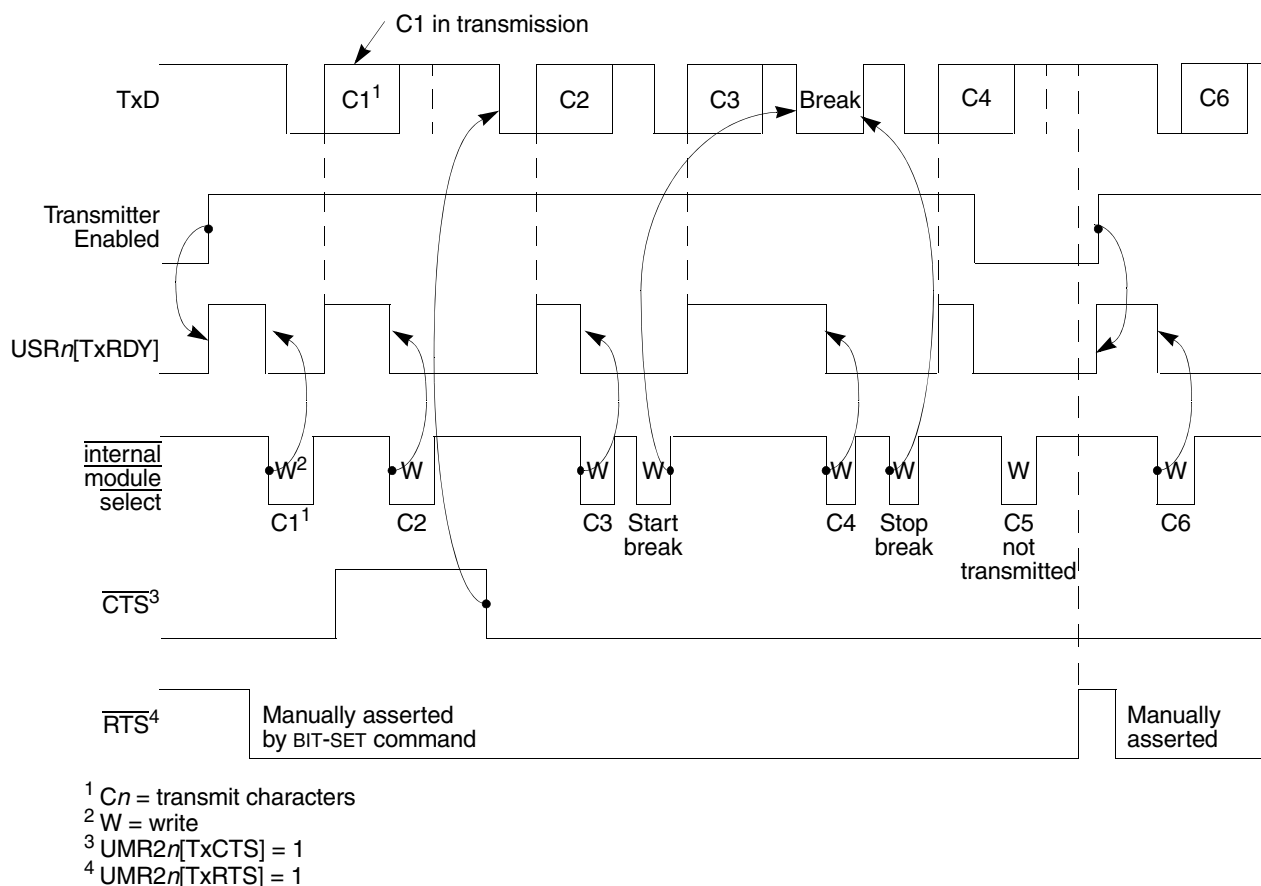 C1 in transmission
TxD
C1¹
C2
C3
Break
C4
C6
Transmitter
Enabled
USRn[TxRDY]
internal
module
select
W²
W
W
W
W
W
W
W
C1¹
C2
C3
Start
break
C4
Stop
break
C5
not
transmitted
C6
CTS³
RTS⁴
Manually asserted
by BIT-SET command
Manually
asserted
¹ Cn = transmit characters
² W = write
³ UMR2n[TxCTS] = 1
⁴ UMR2n[TxRTS] = 1